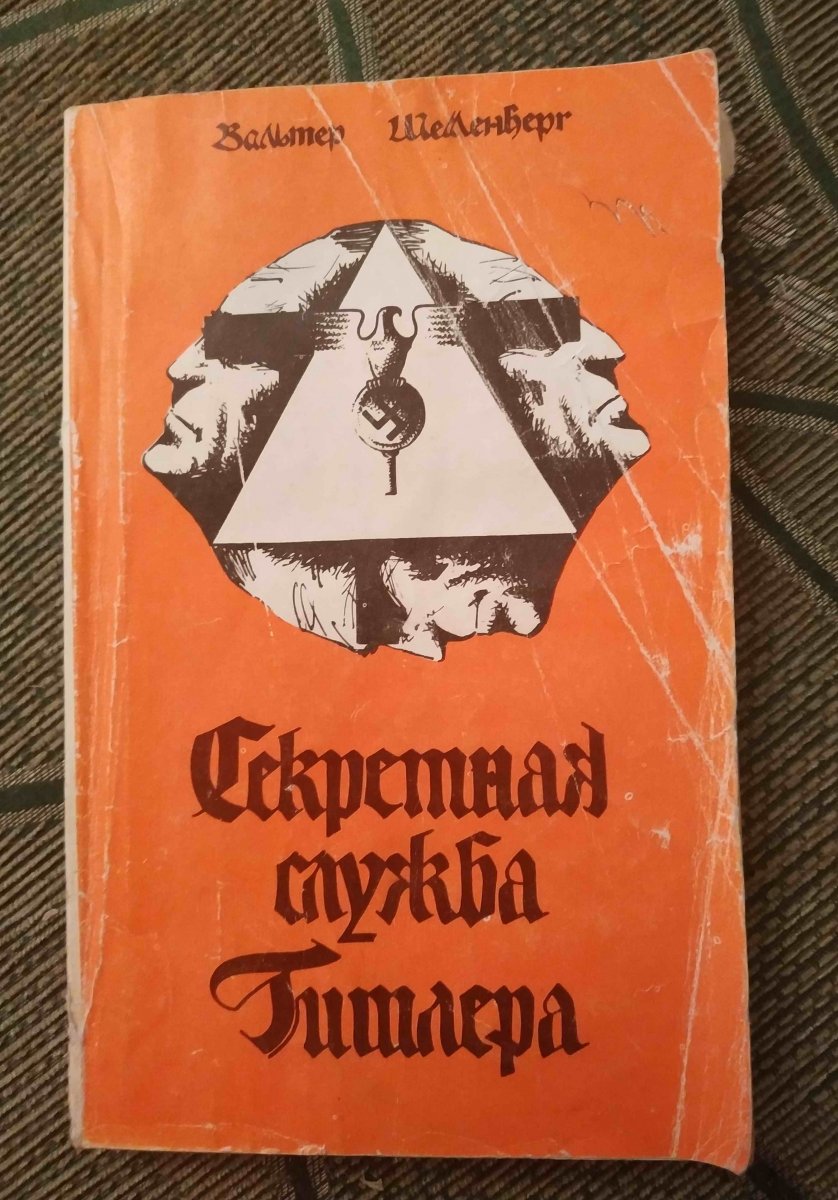 Вальтер Шелленберг
Секретная
служба
Гитлера